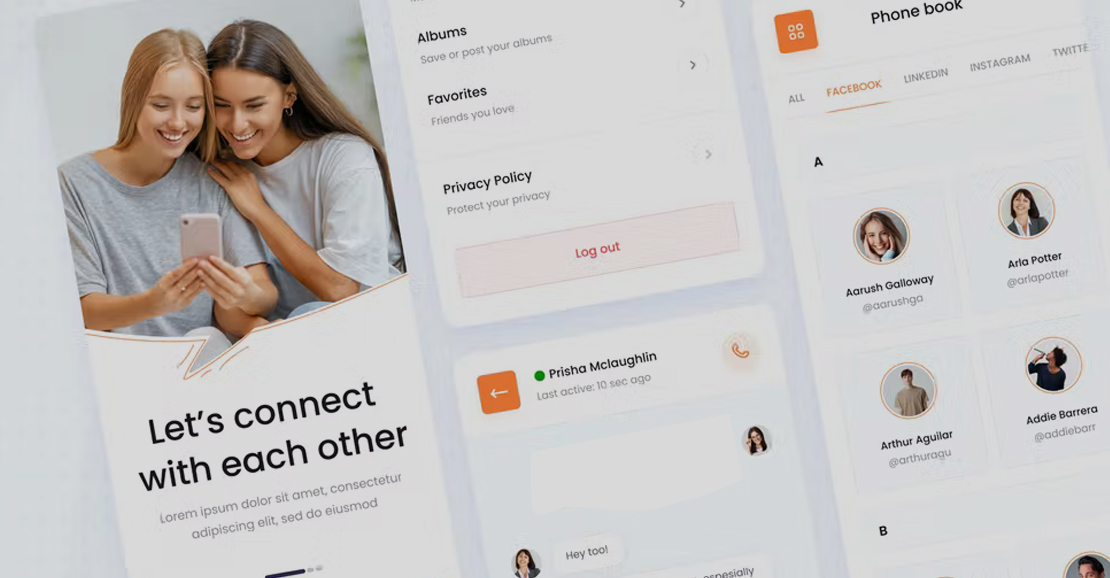 Let's connect
with each other
Lorem ipsum dolor sit amet, consectetur
adipiscing elit, sed do eiusmod
Albums
Save or post your albums
Favorites
Friends you love
Privacy Policy
Protect your privacy
Log out
Prisha Mclaughlin
Last active: 10 sec ago
Hey too!
espesially
Phone book
ALL
FACEBOOK
LINKEDIN
INSTAGRAM
TWITTE
A
Aarush Galloway
@aarushga
Arla Potter
@arlapotter
Arthur Aguilar
@arthuragu
Addie Barrera
@addiebarr
B